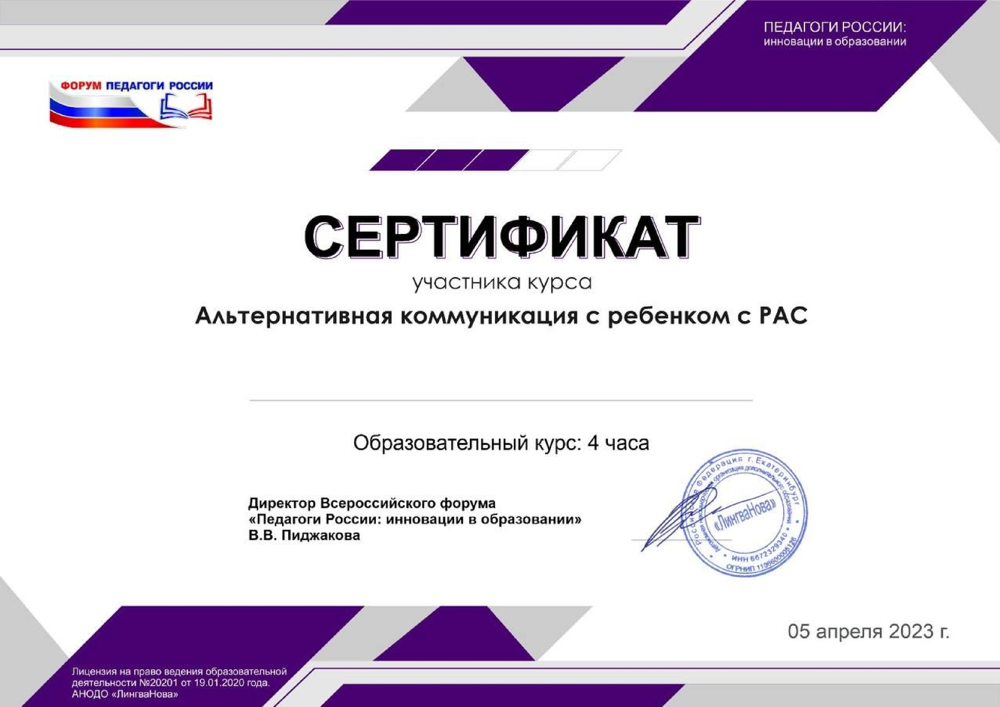 ПЕДАГОГИ РОССИИ:
инновации в образовании
ФОРУМ ПЕДАГОГИ РОССИИ
СЕРТИФИКАТ
участника курса
Альтернативная коммуникация с ребенком с РАС
Образовательный курс: 4 часа
Директор Всероссийского форума
«Педагоги России: инновации в образовании»
В.В. Пиджакова
Российская Федерация г. Екатеринбург
Автономная некоммерческая организация дополнительного образования
«ЛингваНова»
ИНН 6672329340
ОГРНИП
05 апреля 2023 г.
Лицензия на право ведения образовательной
деятельности №20201 от 19.01.2020 года.
АНОДО «ЛингваНова»